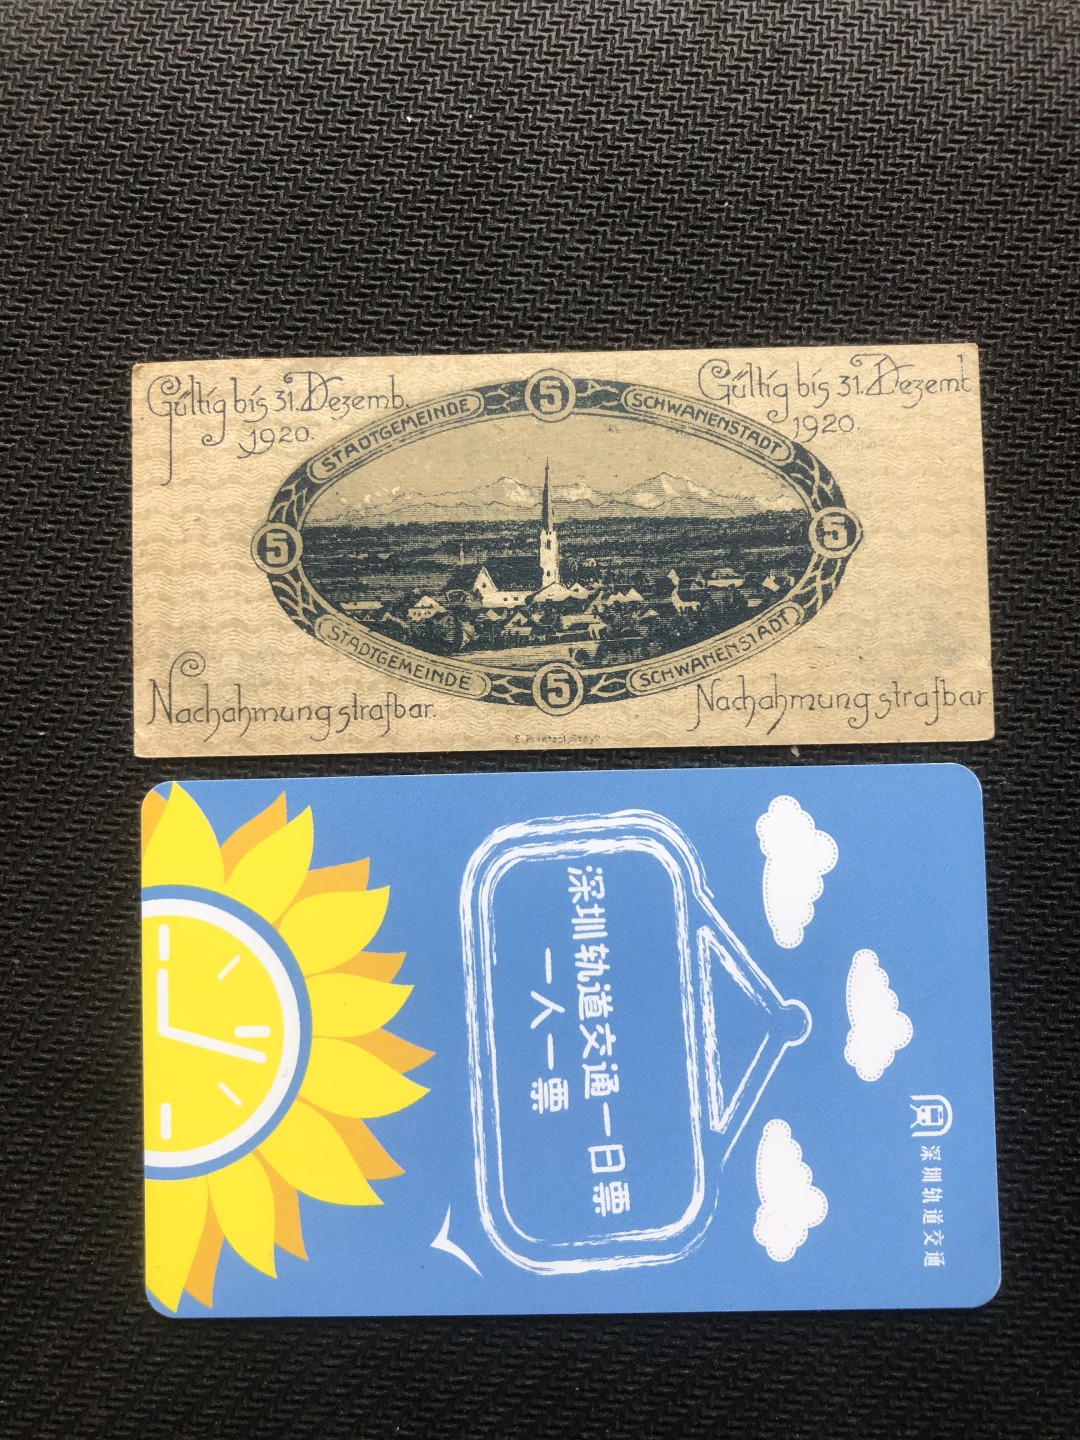 Gültig bis 31. Dezemb.
1920.
Gültig bis 31. Dezemb
1920.
5
STADTGEMEINDE
SCHWANENSTADT
5
5
STADTGEMEINDE
SCHWANENSTADT
5
Nachahmung strafbar.
Nachahmung strafbar.
深圳轨道交通
深圳轨道交通一日票
一人一票